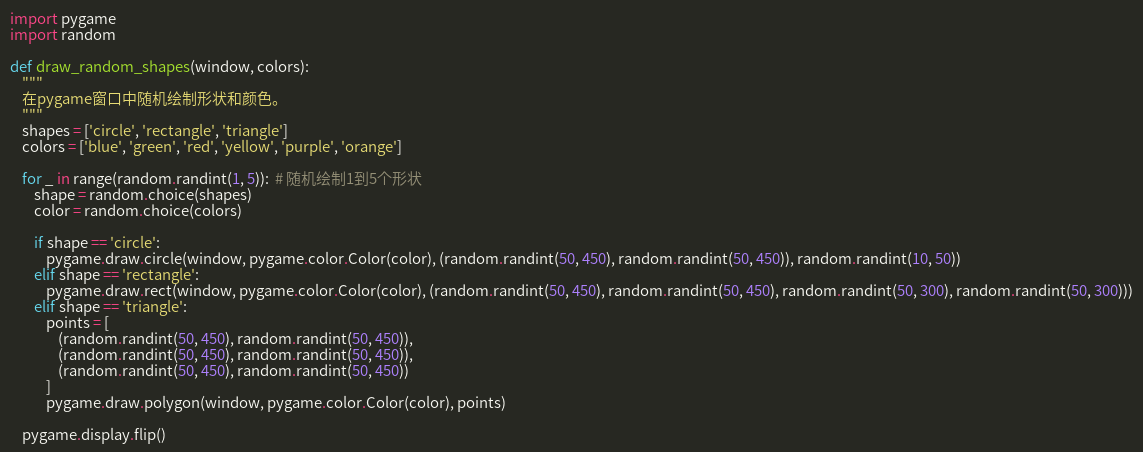 import pygame
import random
def draw_random_shapes(window, colors):
"""
在pygame窗口中随机绘制形状和颜色。
"""
shapes = ['circle', 'rectangle', 'triangle']
colors = ['blue', 'green', 'red', 'yellow', 'purple', 'orange']
for _ in range(random.randint(1, 5)):  # 随机绘制1到5个形状
shape = random.choice(shapes)
color = random.choice(colors)
if shape == 'circle':
pygame.draw.circle(window, pygame.color.Color(color), (random.randint(50, 450), random.randint(50, 450)), random.randint(10, 50))
elif shape == 'rectangle':
pygame.draw.rect(window, pygame.color.Color(color), (random.randint(50, 450), random.randint(50, 450), random.randint(50, 300), random.randint(50, 300)))
elif shape == 'triangle':
points = [
(random.randint(50, 450), random.randint(50, 450)),
(random.randint(50, 450), random.randint(50, 450)),
(random.randint(50, 450), random.randint(50, 450))
]
pygame.draw.polygon(window, pygame.color.Color(color), points)
pygame.display.flip()